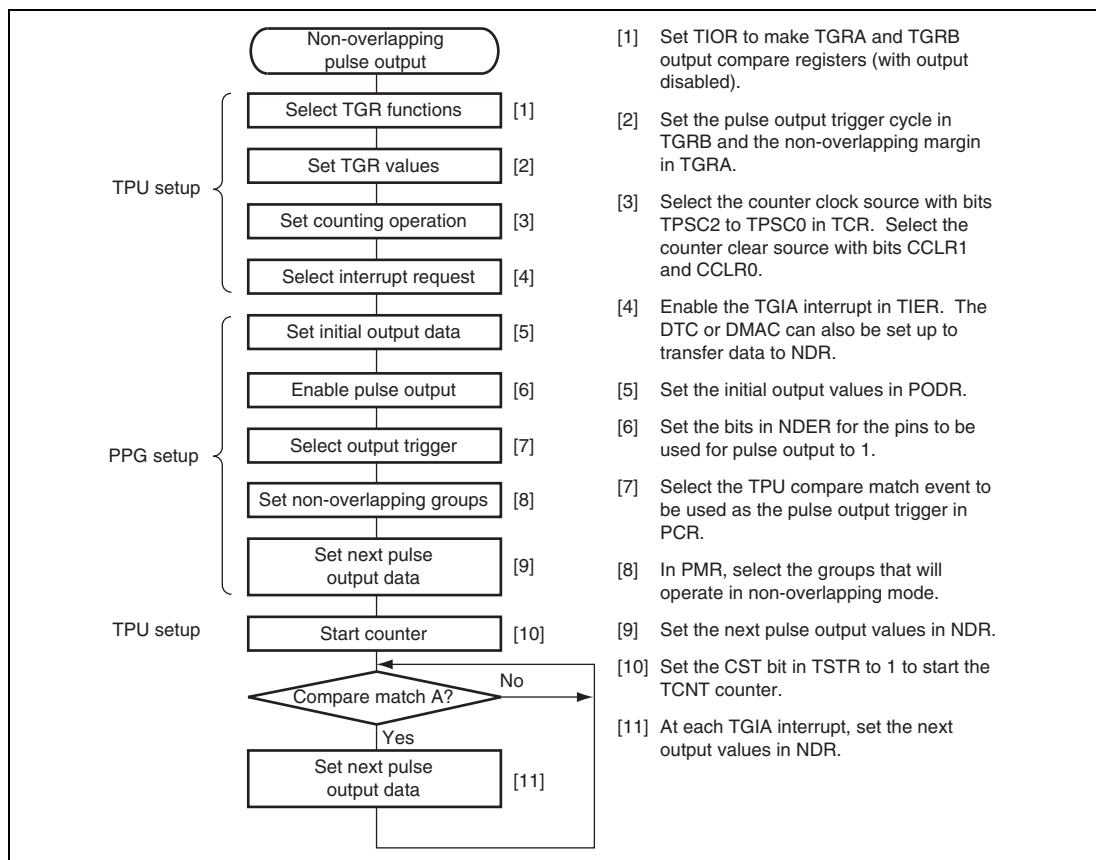 Non-overlapping
pulse output
TPU setup
Select TGR functions [1]
Set TGR values [2]
Set counting operation [3]
Select interrupt request [4]
PPG setup
Set initial output data [5]
Enable pulse output [6]
Select output trigger [7]
Set non-overlapping groups [8]
Set next pulse
output data [9]
TPU setup
Start counter [10]
Compare match A?
No
Yes
Set next pulse
output data [11]
[1] Set TIOR to make TGRA and TGRB
output compare registers (with output
disabled).
[2] Set the pulse output trigger cycle in
TGRB and the non-overlapping margin
in TGRA.
[3] Select the counter clock source with bits
TPSC2 to TPSC0 in TCR. Select the
counter clear source with bits CCLR1
and CCLR0.
[4] Enable the TGIA interrupt in TIER. The
DTC or DMAC can also be set up to
transfer data to NDR.
[5] Set the initial output values in PODR.
[6] Set the bits in NDER for the pins to be
used for pulse output to 1.
[7] Select the TPU compare match event to
be used as the pulse output trigger in
PCR.
[8] In PMR, select the groups that will
operate in non-overlapping mode.
[9] Set the next pulse output values in NDR.
[10] Set the CST bit in TSTR to 1 to start the
TCNT counter.
[11] At each TGIA interrupt, set the next
output values in NDR.